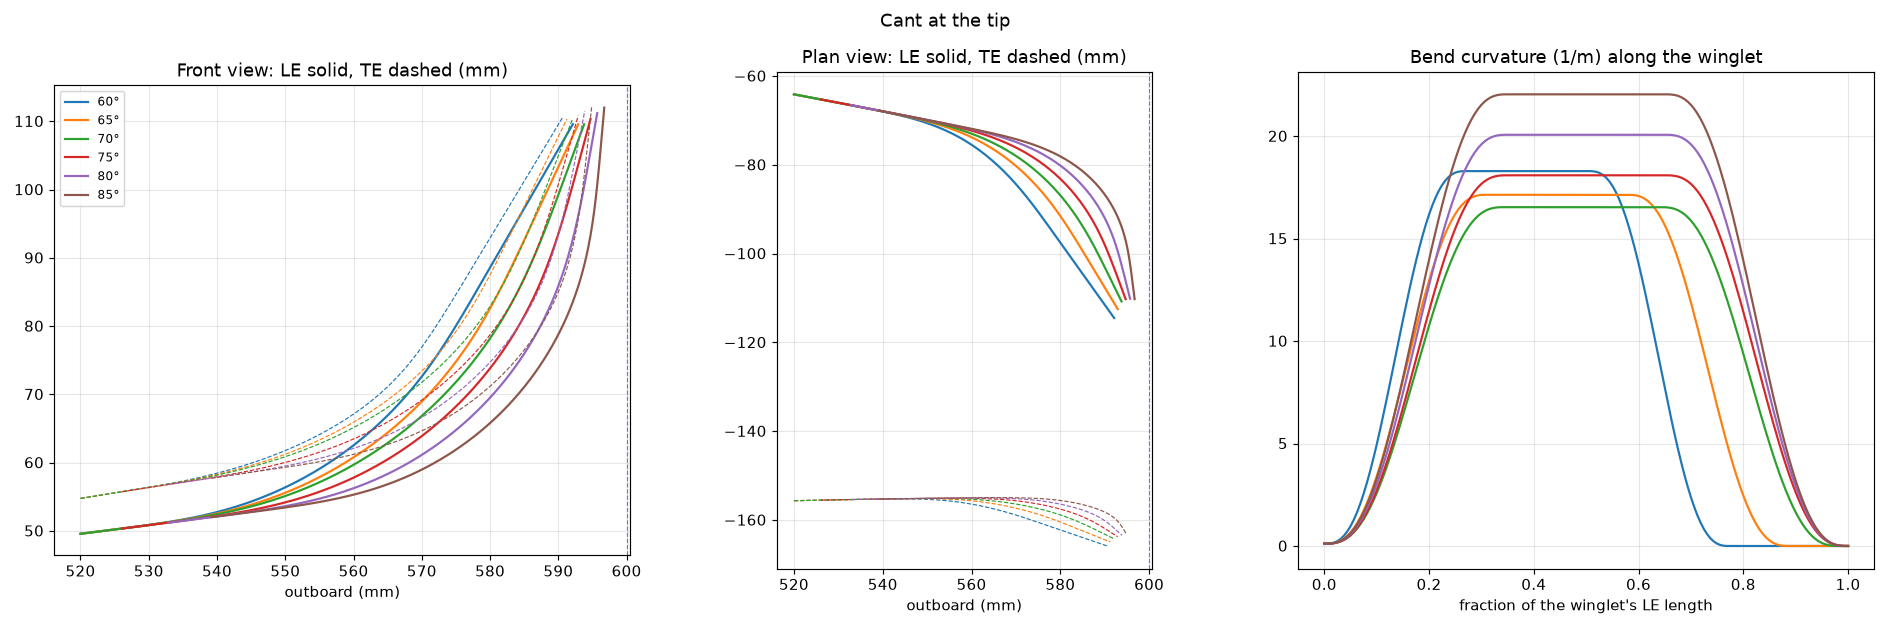 Cant at the tip
Front view: LE solid, TE dashed (mm)
60°
65°
70°
75°
80°
85°
110
100
90
80
70
60
50
520 530 540 550 560 570 580 590 600
outboard (mm)
Plan view: LE solid, TE dashed (mm)
−60
−80
−100
−120
−140
−160
520 540 560 580 600
outboard (mm)
Bend curvature (1/m) along the winglet
20
15
10
5
0
0.0 0.2 0.4 0.6 0.8 1.0
fraction of the winglet's LE length